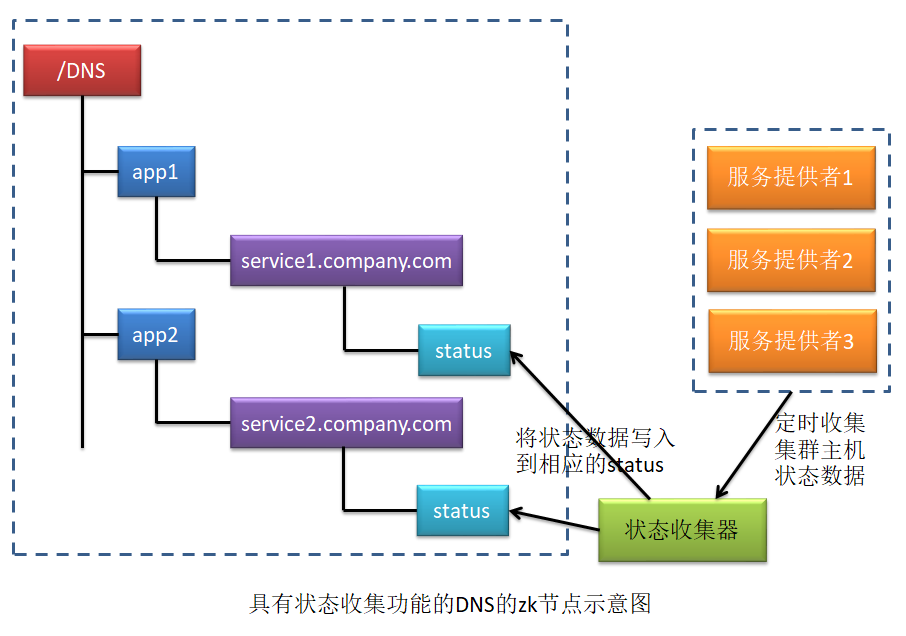 /DNS
app1
service1.company.com
status
app2
service2.company.com
status
服务提供者1
服务提供者2
服务提供者3
定时收集
集群主机
状态数据
将状态数据写入
到相应的status
状态收集器
具有状态收集功能的DNS的zk节点示意图